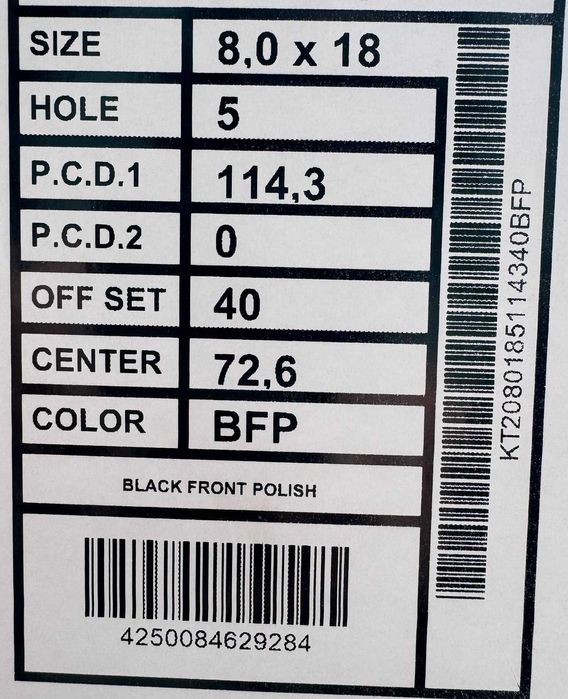 SIZE 8,0 x 18
HOLE 5
P.C.D.1 114,3
P.C.D.2 0
OFF SET 40
CENTER 72,6
COLOR BFP
BLACK FRONT POLISH
4250084629284
KT2080185114340BFP